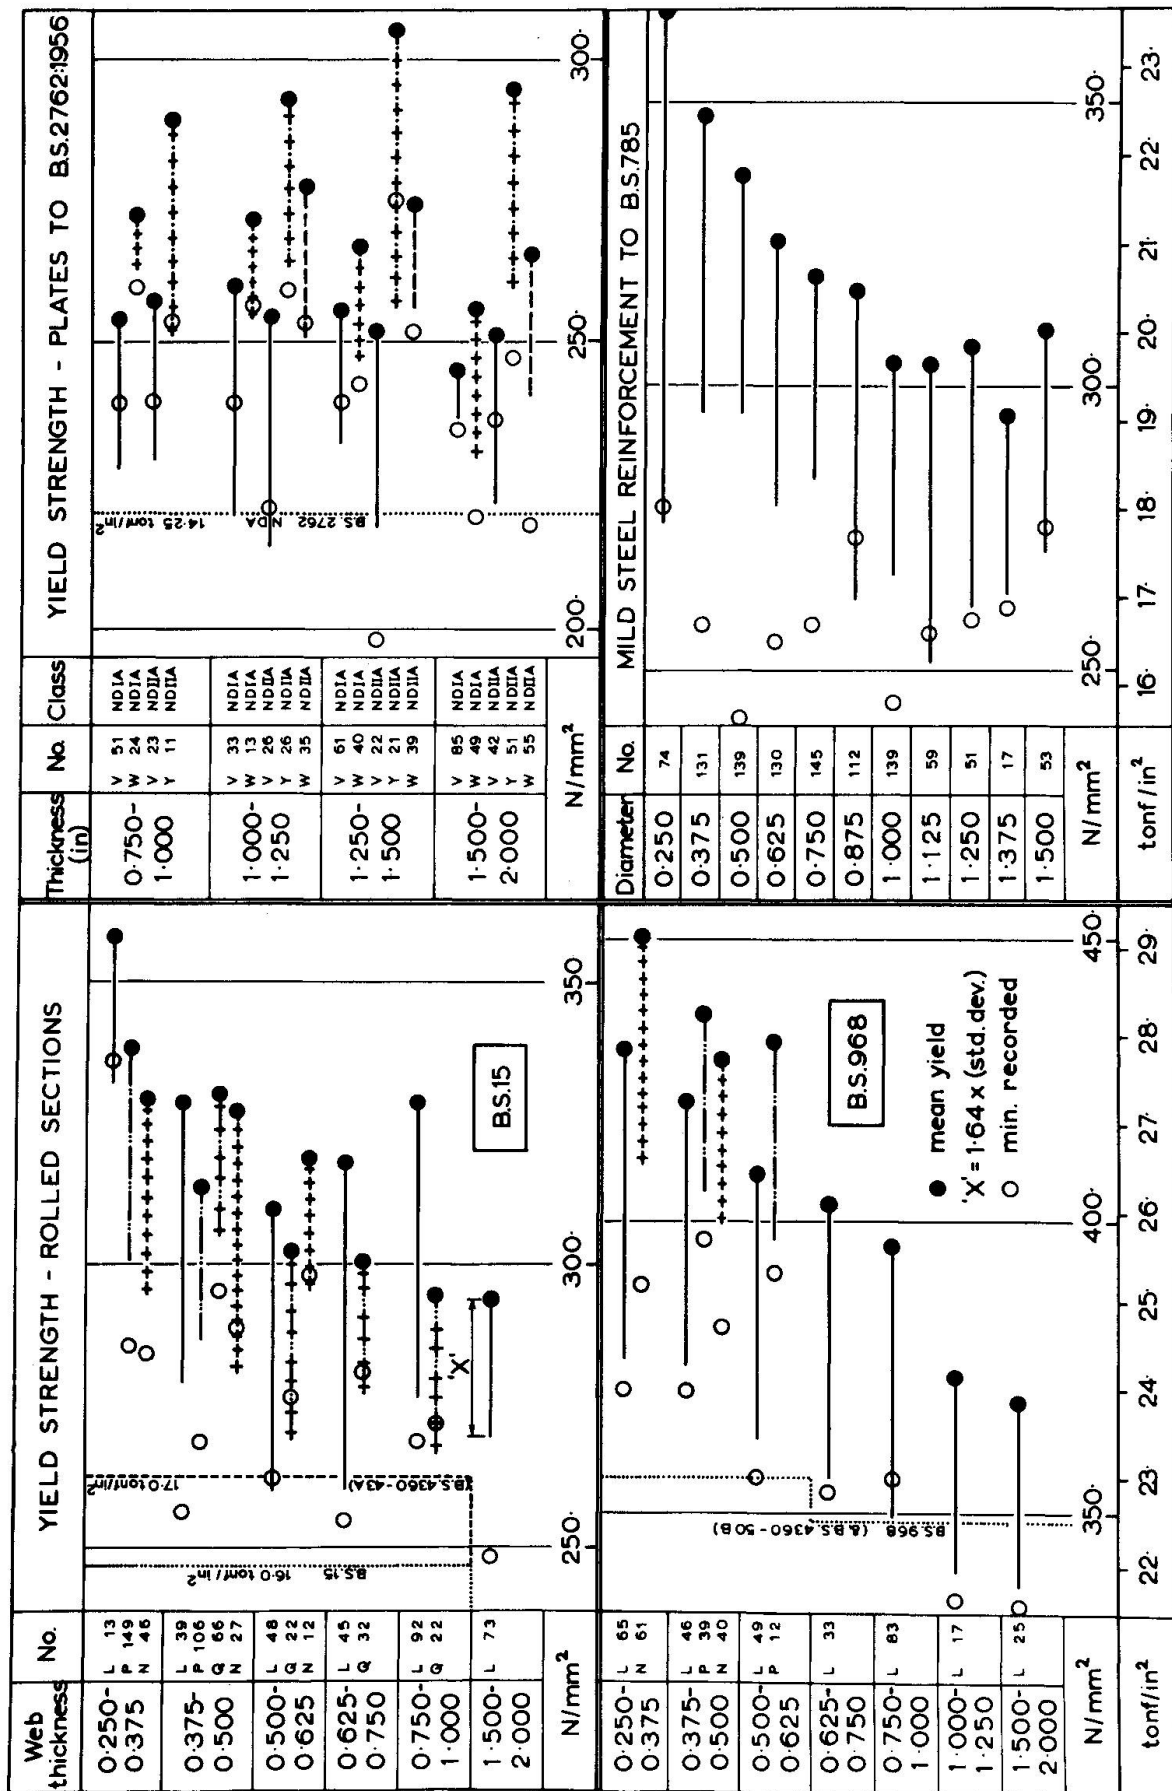 YIELD STRENGTH - ROLLED SECTIONS
Web thickness No.
0·250- 0·375
L 13
P 149
N 46
0·375- 0·500
L 39
P 106
Q 66
N 27
0·500- 0·625
L 48
Q 22
N 12
0·625- 0·750
L 45
Q 32
0·750- 1·000
L 92
Q 22
1·500- 2·000
L 73
17·0 tonf/in²
(B.S.4360-43A)
16·0 tonf/in²
B.S.15
'X'
B.S.15
N/mm² 250· 300· 350
0·250- 0·375
L 65
N 61
0·375- 0·500
L 46
P 39
N 40
0·500- 0·625
L 49
P 12
0·625- 0·750
L 33
0·750- 1·000
L 83
1·000- 1·250
L 17
1·500- 2·000
L 25
B.S.968
(& B.S.4360-50B)
B.S.968
● mean yield
'X' = 1·64 x (std. dev.)
○ min. recorded
N/mm² 350· 400· 450·
tonf/in² 22· 23· 24· 25· 26· 27· 28· 29·
YIELD STRENGTH - PLATES TO B.S.2762:1956
Thickness (in) No. Class
0·750- 1·000
V 51 NDIA
W 24 NDIA
V 23 NDIIA
Y 11 NDIIA
1·000- 1·250
V 33 NDIA
W 13 NDIA
V 26 NDIIA
Y 26 NDIIA
W 35 NDIIA
1·250- 1·500
V 61 NDIA
W 40 NDIA
V 22 NDIIA
Y 21 NDIIA
W 39 NDIIA
1·500- 2·000
V 85 NDIA
W 49 NDIA
V 42 NDIIA
Y 51 NDIIA
W 55 NDIIA
14·25 tonf/in²
B.S.2762 NDA
N/mm² 200· 250· 300·
MILD STEEL REINFORCEMENT TO B.S.785
Diameter No.
0·250 74
0·375 131
0·500 139
0·625 130
0·750 145
0·875 112
1·000 139
1·125 59
1·250 51
1·375 17
1·500 53
N/mm² 250· 300· 350·
tonf/in² 16· 17· 18· 19· 20· 21· 22· 23·